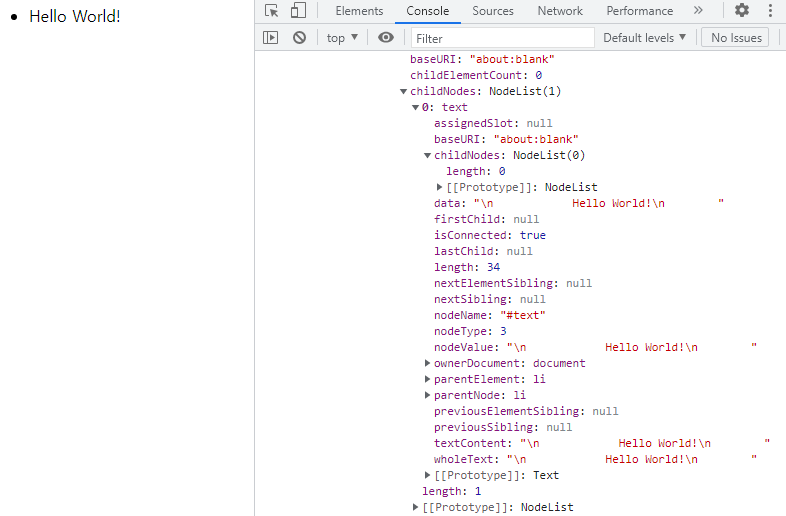 Hello World!
Elements Console Sources Network Performance »
top Filter Default levels No Issues
baseURI: "about:blank"
childElementCount: 0
childNodes: NodeList(1)
0: text
assignedSlot: null
baseURI: "about:blank"
childNodes: NodeList(0)
length: 0
[[Prototype]]: NodeList
data: "\n            Hello World!\n        "
firstChild: null
isConnected: true
lastChild: null
length: 34
nextElementSibling: null
nextSibling: null
nodeName: "#text"
nodeType: 3
nodeValue: "\n            Hello World!\n        "
ownerDocument: document
parentElement: li
parentNode: li
previousElementSibling: null
previousSibling: null
textContent: "\n            Hello World!\n        "
wholeText: "\n            Hello World!\n        "
[[Prototype]]: Text
length: 1
[[Prototype]]: NodeList